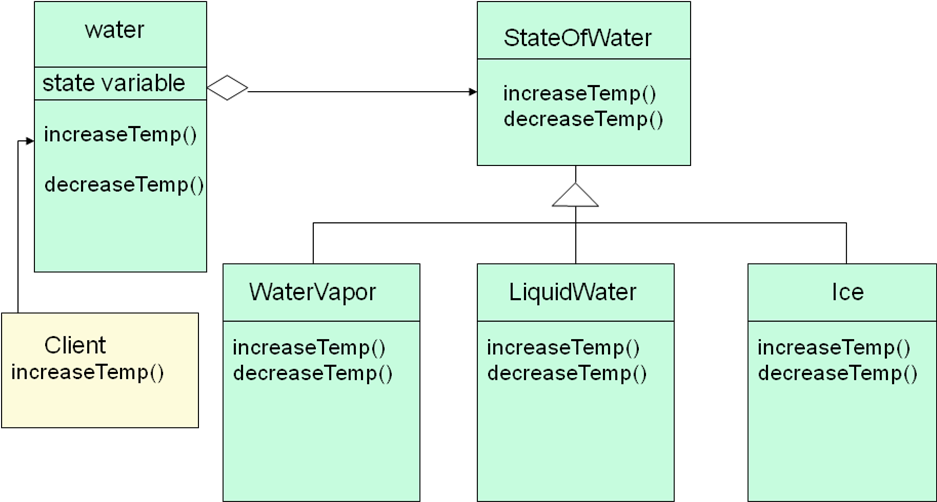 water
state variable
increaseTemp()
decreaseTemp()
StateOfWater
increaseTemp()
decreaseTemp()
Client
increaseTemp()
WaterVapor
increaseTemp()
decreaseTemp()
LiquidWater
increaseTemp()
decreaseTemp()
Ice
increaseTemp()
decreaseTemp()